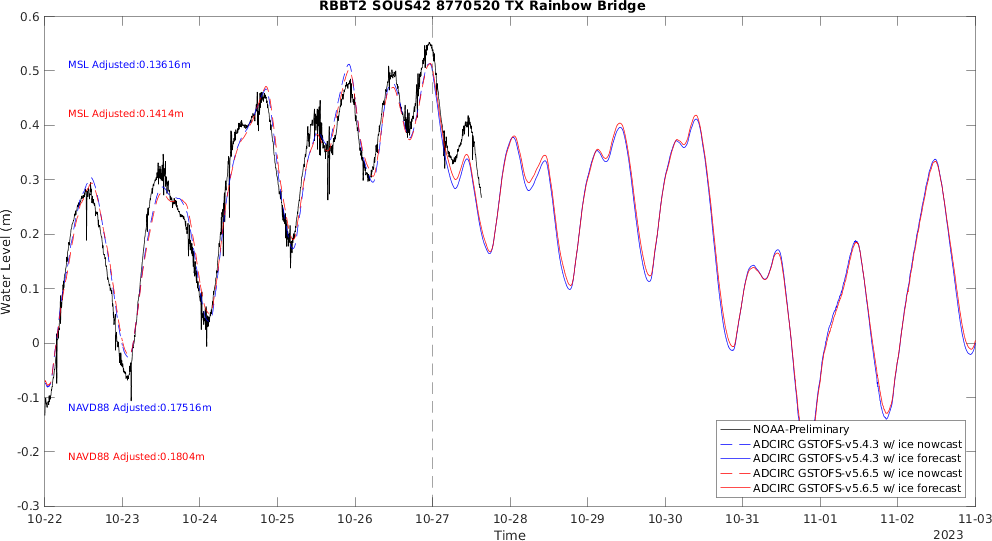 RBBT2 SOUS42 8770520 TX Rainbow Bridge
0.6
0.5
0.4
0.3
0.2
0.1
0
-0.1
-0.2
-0.3
Water Level (m)
MSL Adjusted:0.13616m
MSL Adjusted:0.1414m
NAVD88 Adjusted:0.17516m
NAVD88 Adjusted:0.1804m
NOAA-Preliminary
ADCIRC GSTOFS-v5.4.3 w/ ice nowcast
ADCIRC GSTOFS-v5.4.3 w/ ice forecast
ADCIRC GSTOFS-v5.6.5 w/ ice nowcast
ADCIRC GSTOFS-v5.6.5 w/ ice forecast
10-22 10-23 10-24 10-25 10-26 10-27 10-28 10-29 10-30 10-31 11-01 11-02 11-03
Time
2023